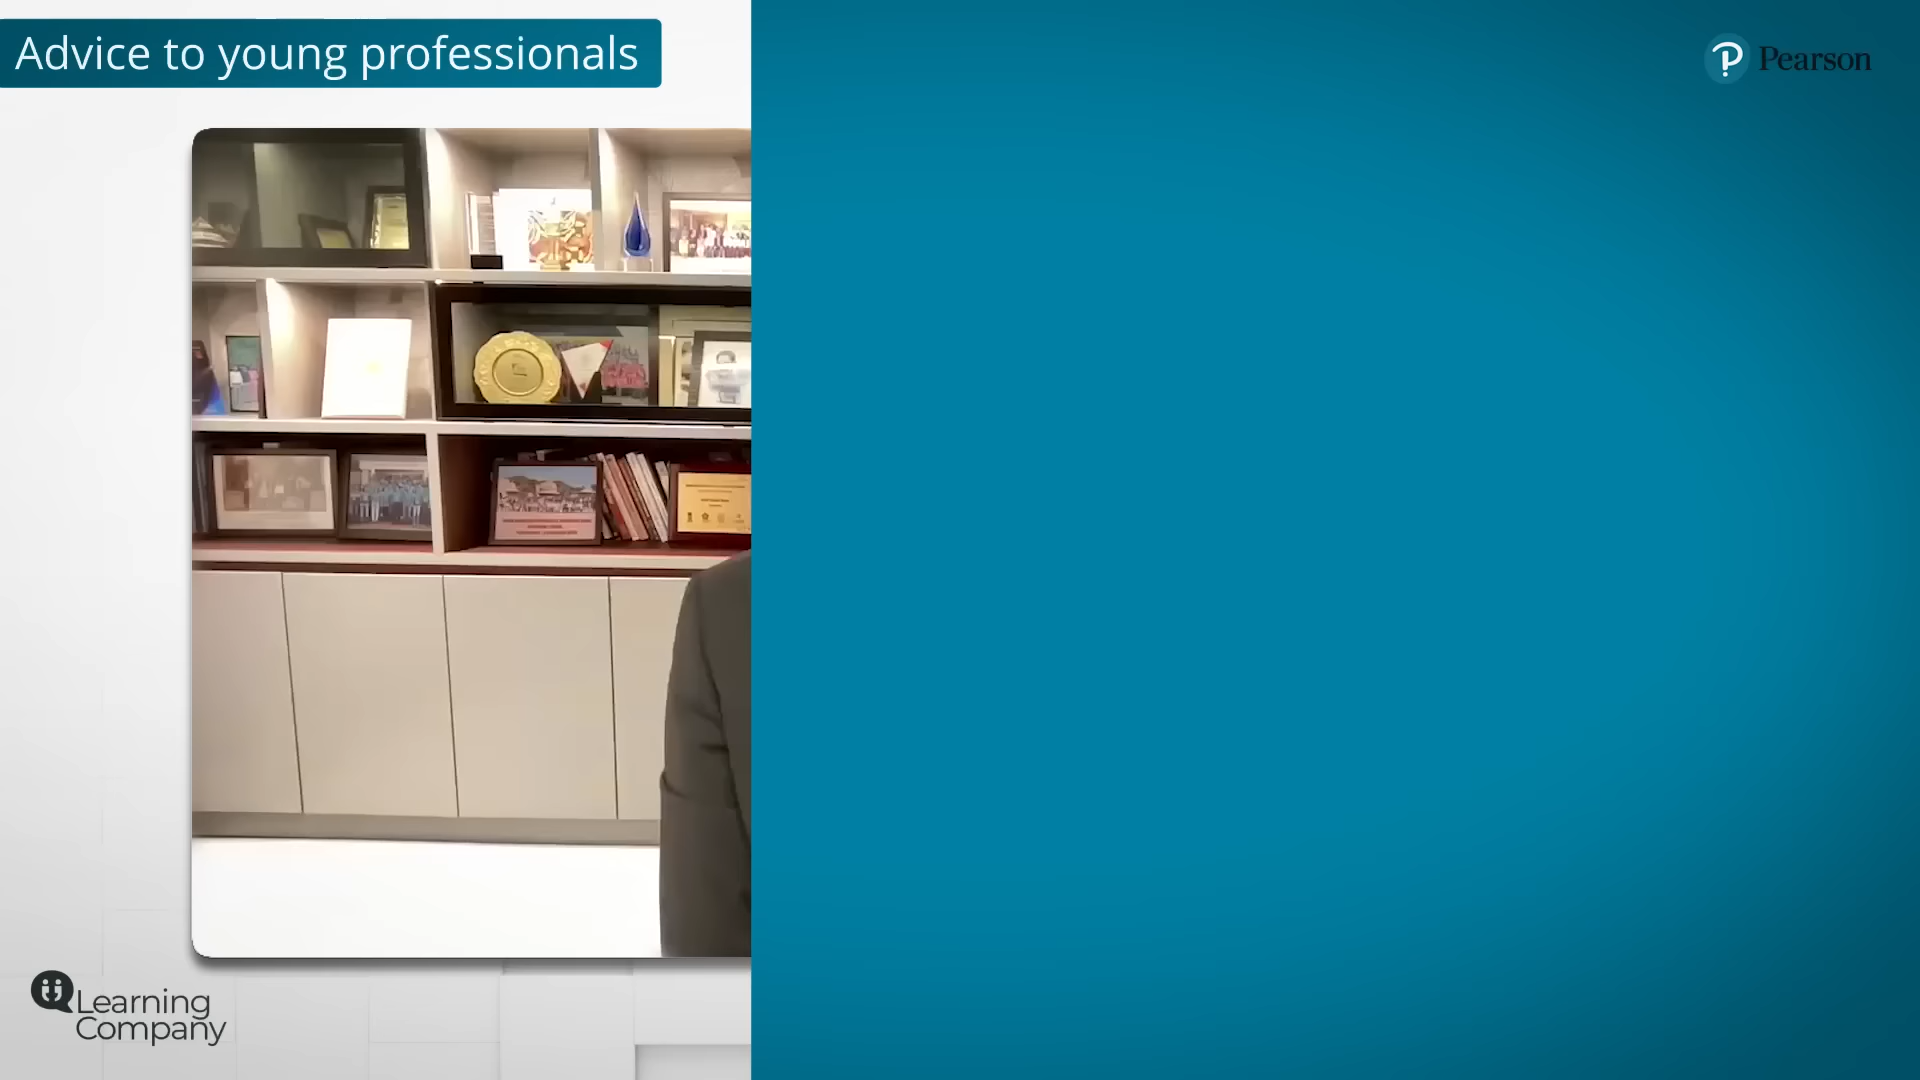 Advice to young professionals
Pearson
Learning
Company